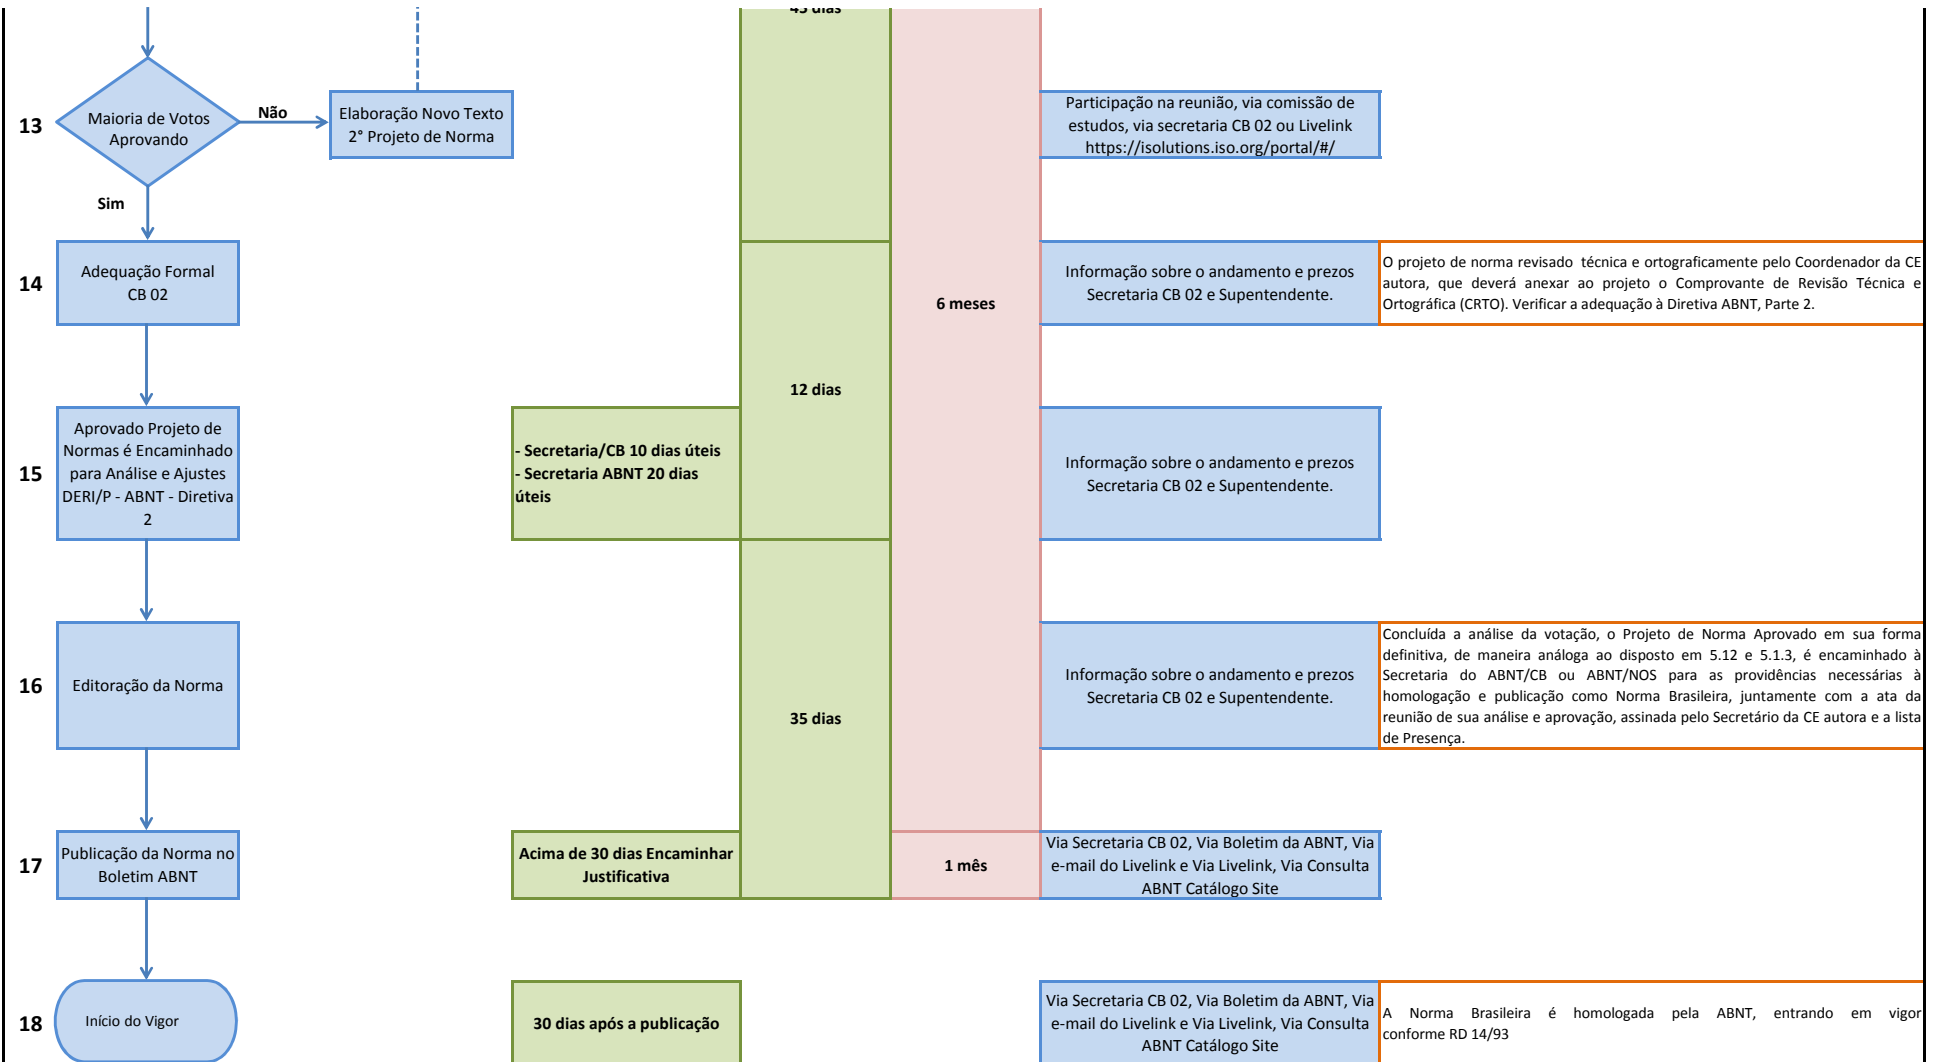 45 dias
13
Maioria de Votos
Aprovando
Não
Elaboração Novo Texto
2° Projeto de Norma
Participação na reunião, via comissão de
estudos, via secretaria CB 02 ou Livelink
https://isolutions.iso.org/portal/#/
Sim
14
Adequação Formal
CB 02
6 meses
Informação sobre o andamento e prezos
Secretaria CB 02 e Supentendente.
O projeto de norma revisado técnica e ortograficamente pelo Coordenador da CE
autora, que deverá anexar ao projeto o Comprovante de Revisão Técnica e
Ortográfica (CRTO). Verificar a adequação à Diretiva ABNT, Parte 2.
12 dias
15
Aprovado Projeto de
Normas é Encaminhado
para Análise e Ajustes
DERI/P - ABNT - Diretiva
2
- Secretaria/CB 10 dias úteis
- Secretaria ABNT 20 dias
úteis
Informação sobre o andamento e prezos
Secretaria CB 02 e Supentendente.
16
Editoração da Norma
35 dias
Informação sobre o andamento e prezos
Secretaria CB 02 e Supentendente.
Concluída a análise da votação, o Projeto de Norma Aprovado em sua forma
definitiva, de maneira análoga ao disposto em 5.12 e 5.1.3, é encaminhado à
Secretaria do ABNT/CB ou ABNT/NOS para as providências necessárias à
homologação e publicação como Norma Brasileira, juntamente com a ata da
reunião de sua análise e aprovação, assinada pelo Secretário da CE autora e a lista
de Presença.
17
Publicação da Norma no
Boletim ABNT
Acima de 30 dias Encaminhar
Justificativa
1 mês
Via Secretaria CB 02, Via Boletim da ABNT, Via
e-mail do Livelink e Via Livelink, Via Consulta
ABNT Catálogo Site
18
Início do Vigor
30 dias após a publicação
Via Secretaria CB 02, Via Boletim da ABNT, Via
e-mail do Livelink e Via Livelink, Via Consulta
ABNT Catálogo Site
A Norma Brasileira é homologada pela ABNT, entrando em vigor
conforme RD 14/93